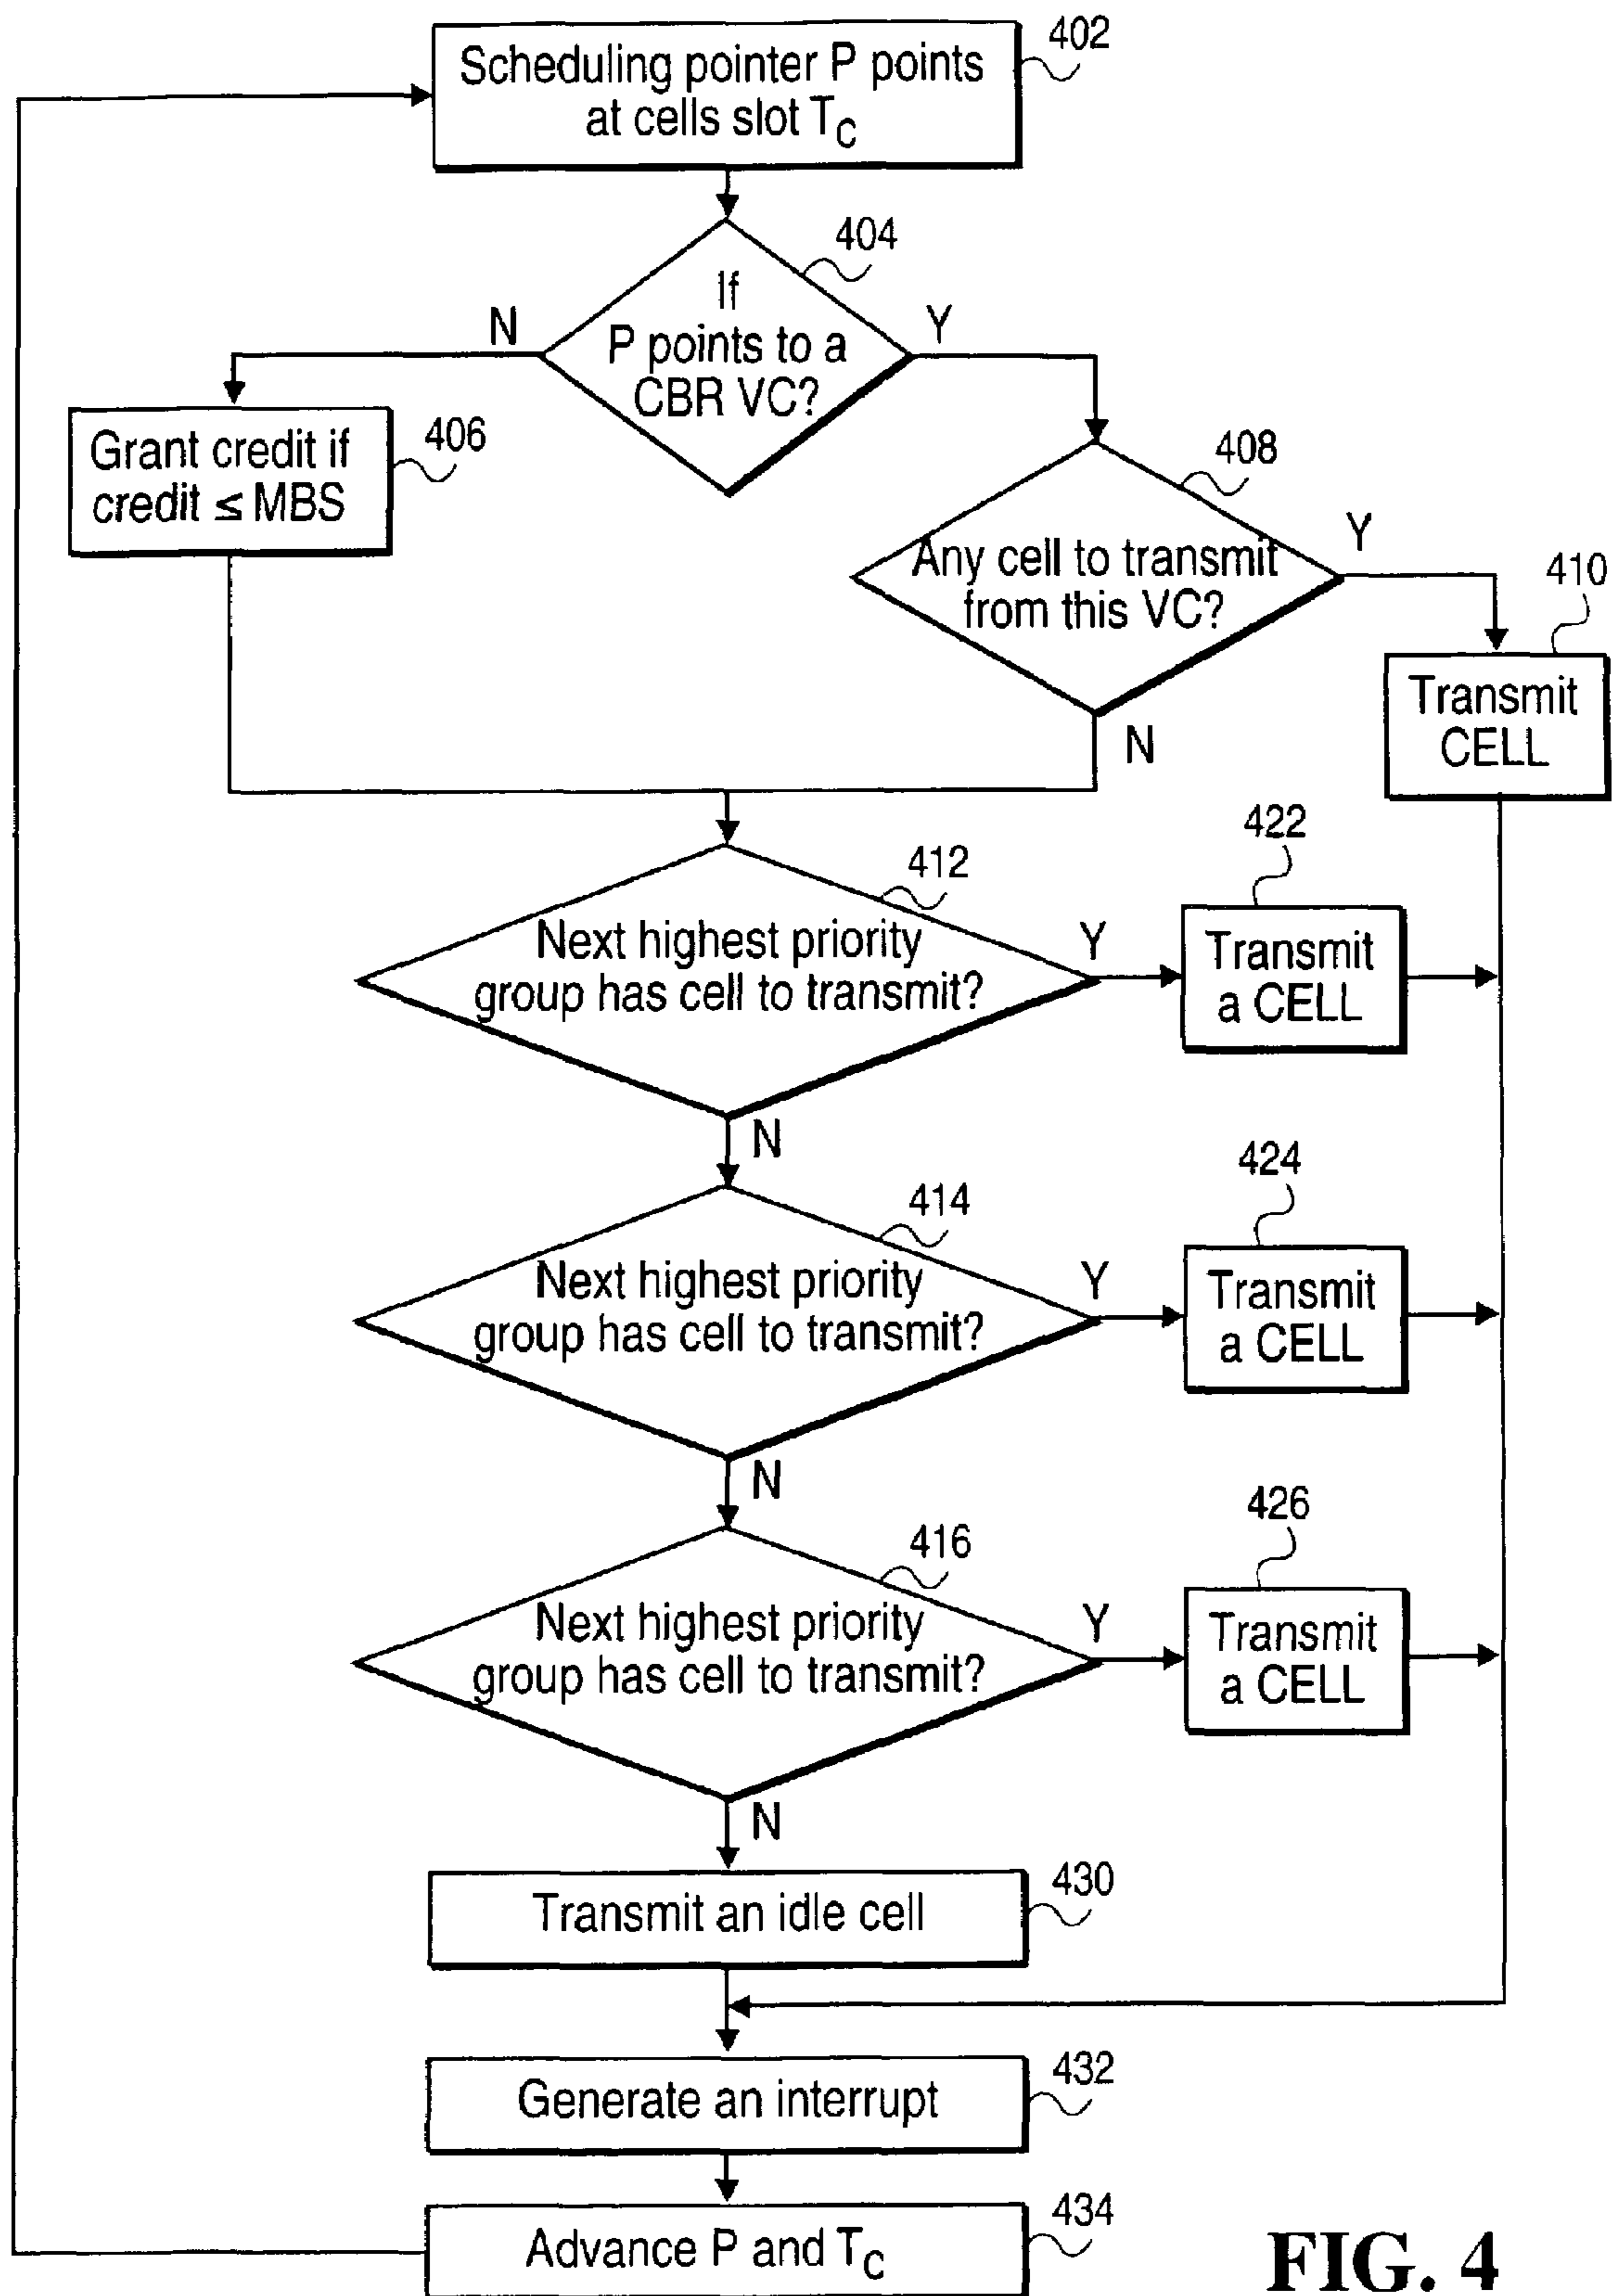 402
Scheduling pointer P points
at cells slot TC
404
If
P points to a
CBR VC?
N
Y
Grant credit if
credit ≤ MBS
406
408
Any cell to transmit
from this VC?
Y
N
410
Transmit
CELL
412
Next highest priority
group has cell to transmit?
Y
N
422
Transmit
a CELL
414
Next highest priority
group has cell to transmit?
Y
N
424
Transmit
a CELL
416
Next highest priority
group has cell to transmit?
Y
N
426
Transmit
a CELL
Transmit an idle cell
430
Generate an interrupt
432
Advance P and TC
434
FIG. 4